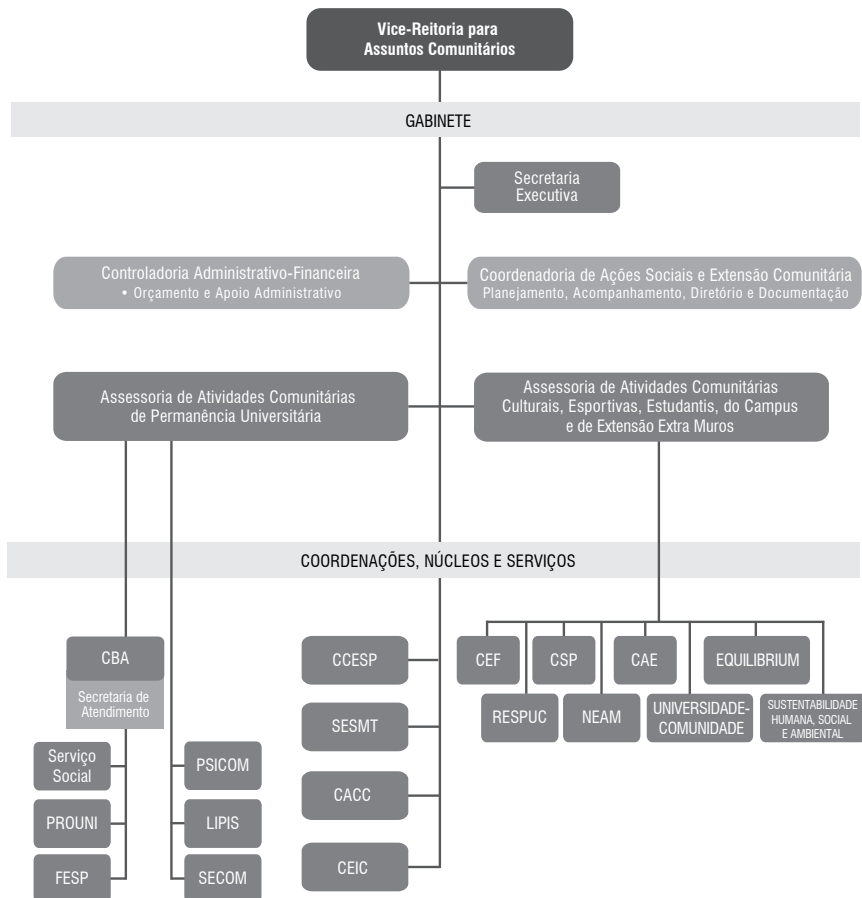 Vice-Reitoria para
Assuntos Comunitários
GABINETE
Secretaria
Executiva
Controladoria Administrativo-Financeira
• Orçamento e Apoio Administrativo
Coordenadoria de Ações Sociais e Extensão Comunitária
Planejamento, Acompanhamento, Diretório e Documentação
Assessoria de Atividades Comunitárias
de Permanência Universitária
Assessoria de Atividades Comunitárias
Culturais, Esportivas, Estudantis, do Campus
e de Extensão Extra Muros
COORDENAÇÕES, NÚCLEOS E SERVIÇOS
CBA
Secretaria de
Atendimento
Serviço
Social
PROUNI
FESP
PSICOM
LIPIS
SECOM
CCESP
SESMT
CACC
CEIC
CEF
CSP
CAE
EQUILIBRIUM
RESPUC
NEAM
UNIVERSIDADE-
COMUNIDADE
SUSTENTABILIDADE
HUMANA, SOCIAL
E AMBIENTAL